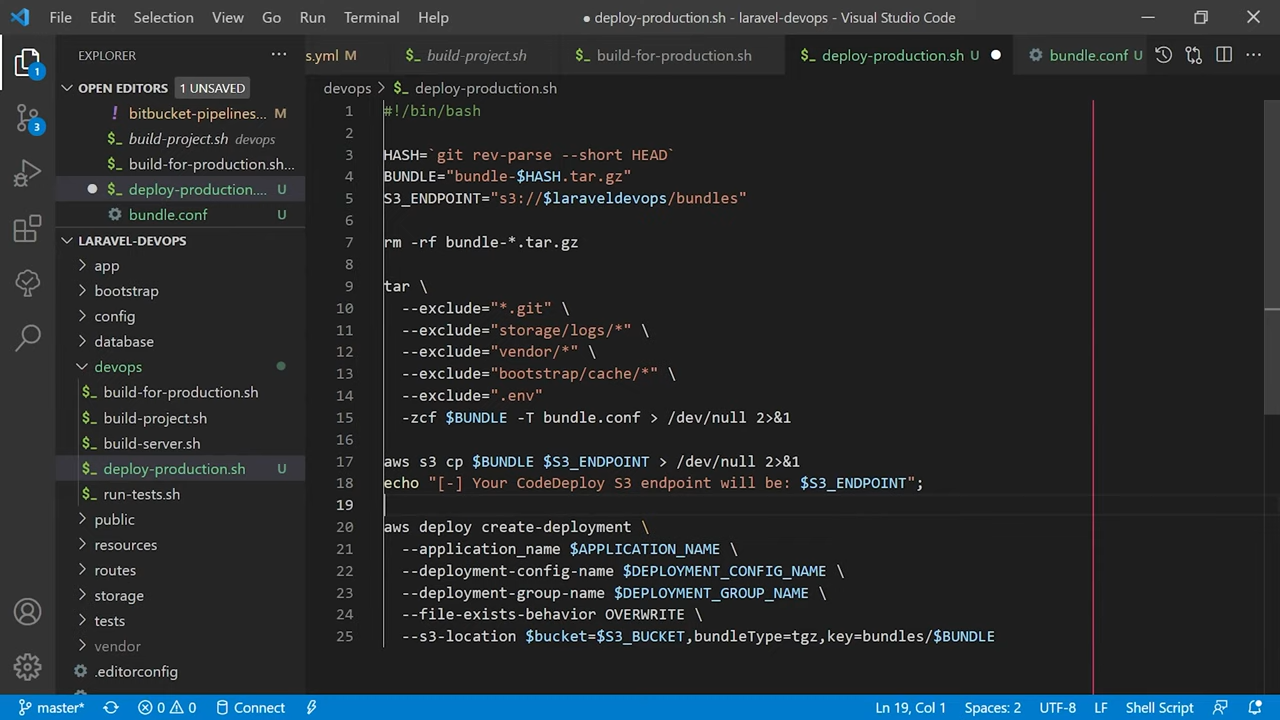 File Edit Selection View Go Run Terminal Help
● deploy-production.sh - laravel-devops - Visual Studio Code
EXPLORER
s.yml M
$_ build-project.sh
$_ build-for-production.sh
$_ deploy-production.sh U ●
bundle.conf U
OPEN EDITORS 1 UNSAVED
! bitbucket-pipelines... M
$_ build-project.sh devops
$_ build-for-production.sh...
● $_ deploy-production.... U
bundle.conf U
LARAVEL-DEVOPS
app
bootstrap
config
database
devops
$_ build-for-production.sh
$_ build-project.sh
$_ build-server.sh
$_ deploy-production.sh U
$_ run-tests.sh
public
resources
routes
storage
tests
vendor
.editorconfig
1
3
devops > $_ deploy-production.sh
1 #!/bin/bash
2
3 HASH=`git rev-parse --short HEAD`
4 BUNDLE="bundle-$HASH.tar.gz"
5 S3_ENDPOINT="s3://$laraveldevops/bundles"
6
7 rm -rf bundle-*.tar.gz
8
9 tar \
10 --exclude="*.git" \
11 --exclude="storage/logs/*" \
12 --exclude="vendor/*" \
13 --exclude="bootstrap/cache/*" \
14 --exclude=".env"
15 -zcf $BUNDLE -T bundle.conf > /dev/null 2>&1
16
17 aws s3 cp $BUNDLE $S3_ENDPOINT > /dev/null 2>&1
18 echo "[-] Your CodeDeploy S3 endpoint will be: $S3_ENDPOINT";
19
20 aws deploy create-deployment \
21 --application_name $APPLICATION_NAME \
22 --deployment-config-name $DEPLOYMENT_CONFIG_NAME \
23 --deployment-group-name $DEPLOYMENT_GROUP_NAME \
24 --file-exists-behavior OVERWRITE \
25 --s3-location $bucket=$S3_BUCKET,bundleType=tgz,key=bundles/$BUNDLE
master* 0 0 Connect
Ln 19, Col 1 Spaces: 2 UTF-8 LF Shell Script